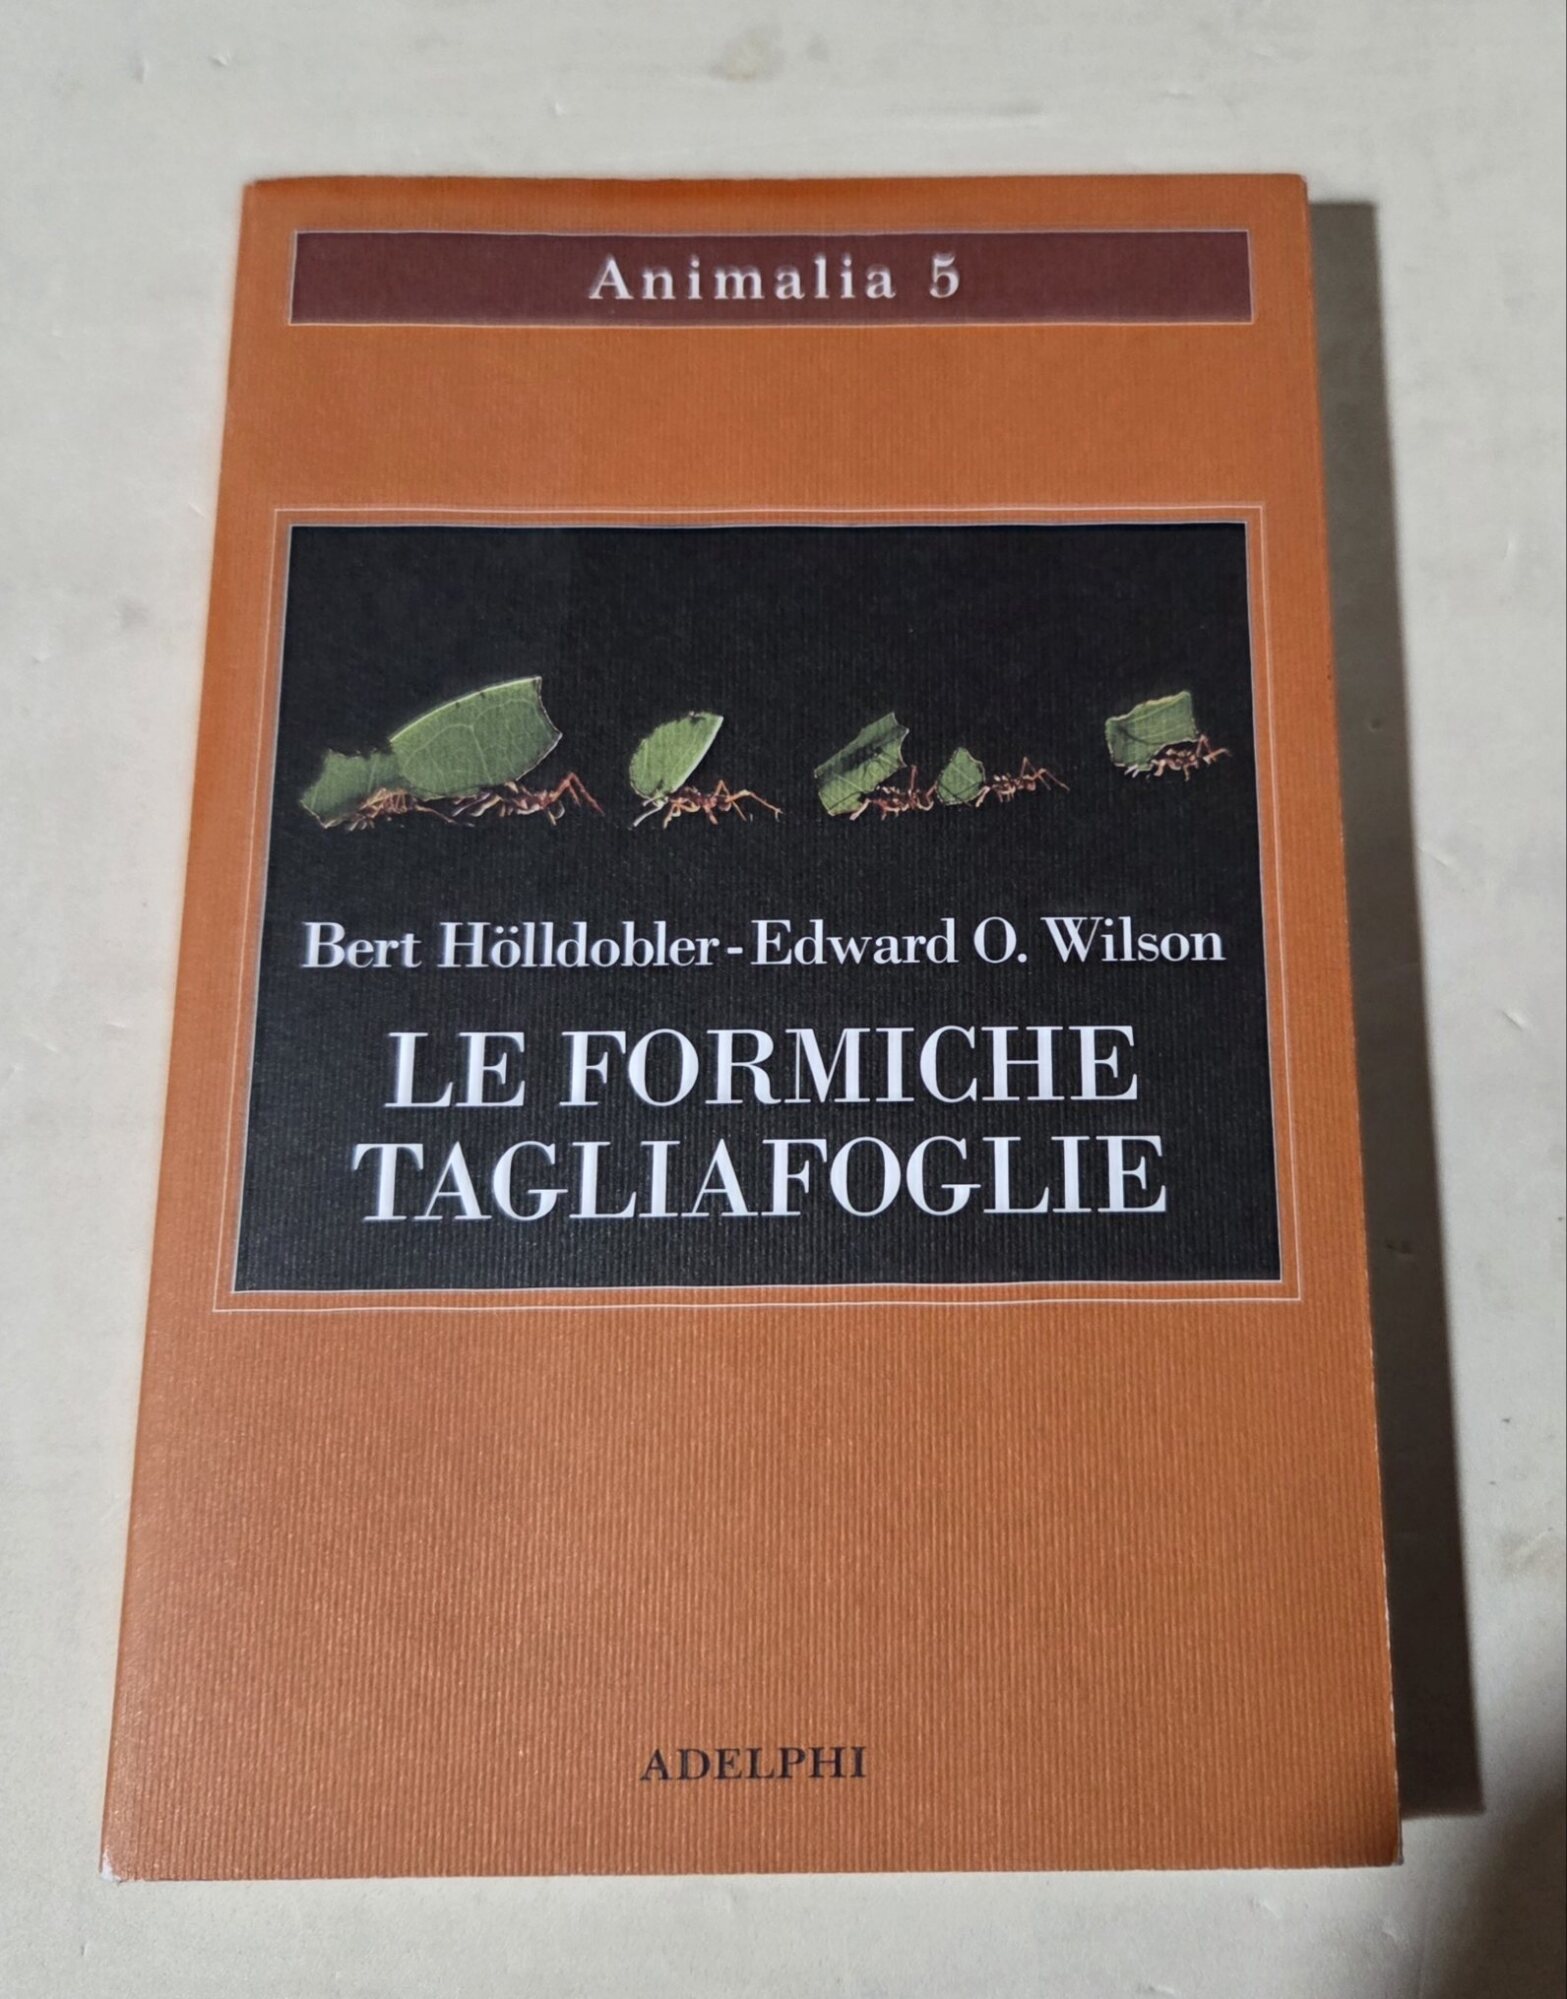 Animalia 5
Bert Hölldobler - Edward O. Wilson
LE FORMICHE
TAGLIAFOGLIE
ADELPHI